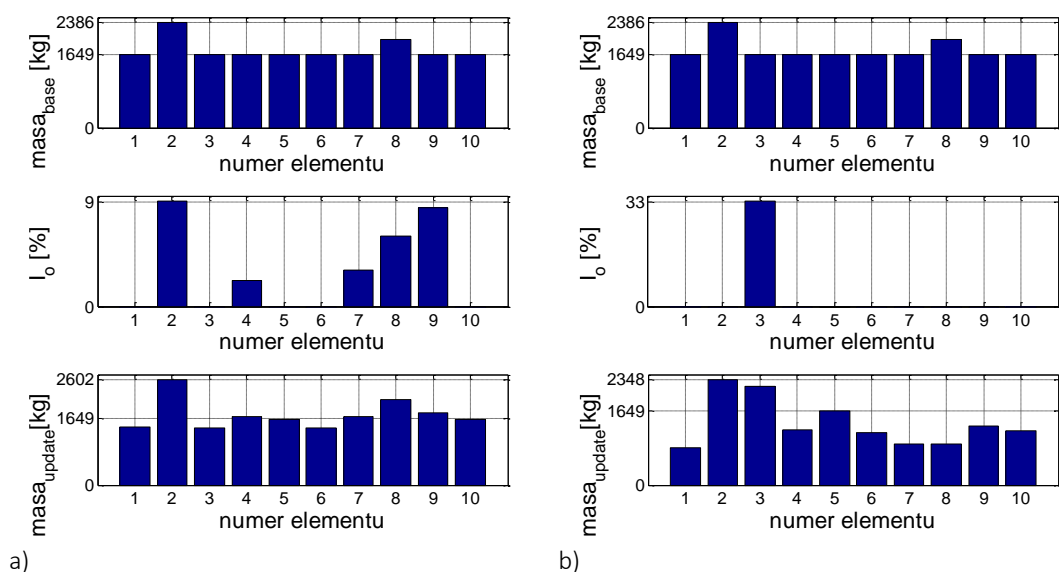 2386
1649
0
masa_base [kg]
1 2 3 4 5 6 7 8 9 10
numer elementu
9
0
I_o [%]
1 2 3 4 5 6 7 8 9 10
numer elementu
2602
1649
0
masa_update[kg]
1 2 3 4 5 6 7 8 9 10
numer elementu
a)
2386
1649
0
masa_base [kg]
1 2 3 4 5 6 7 8 9 10
numer elementu
33
0
I_o [%]
1 2 3 4 5 6 7 8 9 10
numer elementu
2348
1649
0
masa_update[kg]
1 2 3 4 5 6 7 8 9 10
numer elementu
b)